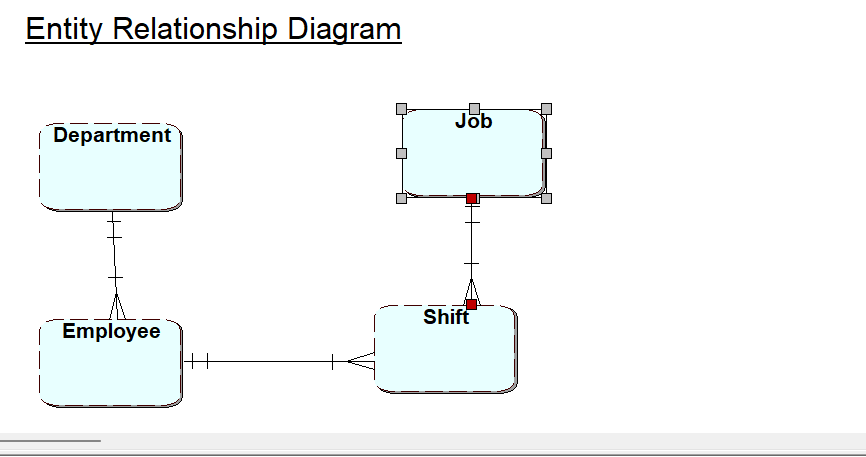 Entity Relationship Diagram
Department
Job
Employee
Shift